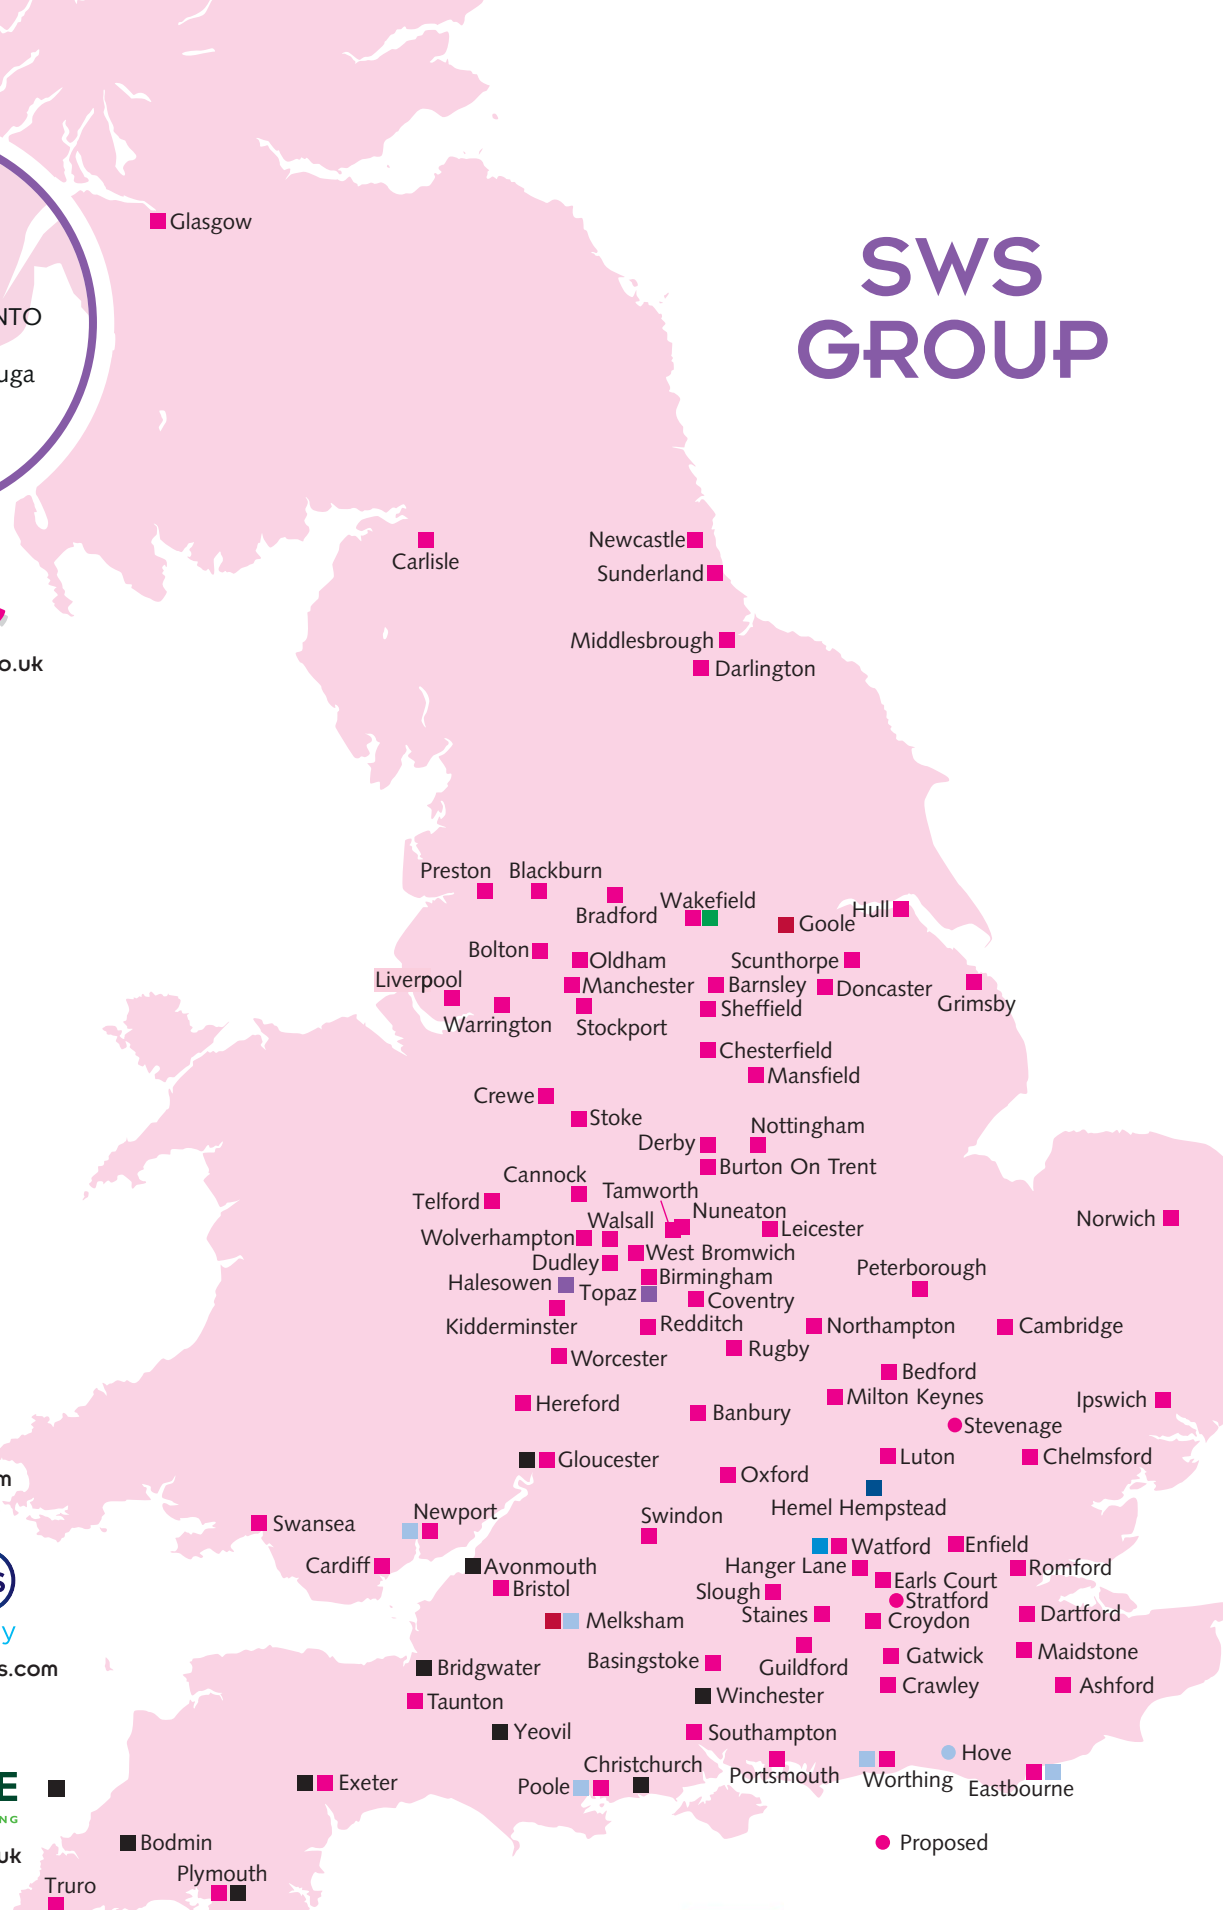 Glasgow
SWS
GROUP
NTO
uga
Newcastle
Carlisle
Sunderland
o.uk
Middlesbrough
Darlington
Preston
Blackburn
Wakefield
Bradford
Hull
Goole
Bolton
Oldham
Scunthorpe
Liverpool
Manchester
Barnsley
Doncaster
Grimsby
Sheffield
Warrington
Stockport
Chesterfield
Mansfield
Crewe
Stoke
Nottingham
Derby
Burton On Trent
Cannock
Tamworth
Telford
Nuneaton
Walsall
Leicester
Norwich
Wolverhampton
West Bromwich
Dudley
Peterborough
Birmingham
Halesowen
Topaz
Coventry
Kidderminster
Redditch
Northampton
Cambridge
Rugby
Worcester
Bedford
Milton Keynes
Ipswich
Hereford
Banbury
Stevenage
Gloucester
Luton
Chelmsford
m
Oxford
Hemel Hempstead
Newport
Swindon
Swansea
Watford
Enfield
Cardiff
Avonmouth
Hanger Lane
Romford
Earls Court
S
Bristol
Slough
Stratford
Staines
Dartford
Melksham
Croydon
y
Maidstone
Gatwick
s.com
Bridgwater
Basingstoke
Guildford
Crawley
Ashford
Winchester
Taunton
Yeovil
Southampton
Hove
Christchurch
Portsmouth
Worthing
E
Exeter
Poole
Eastbourne
NG
Bodmin
Proposed
uk
Plymouth
Truro